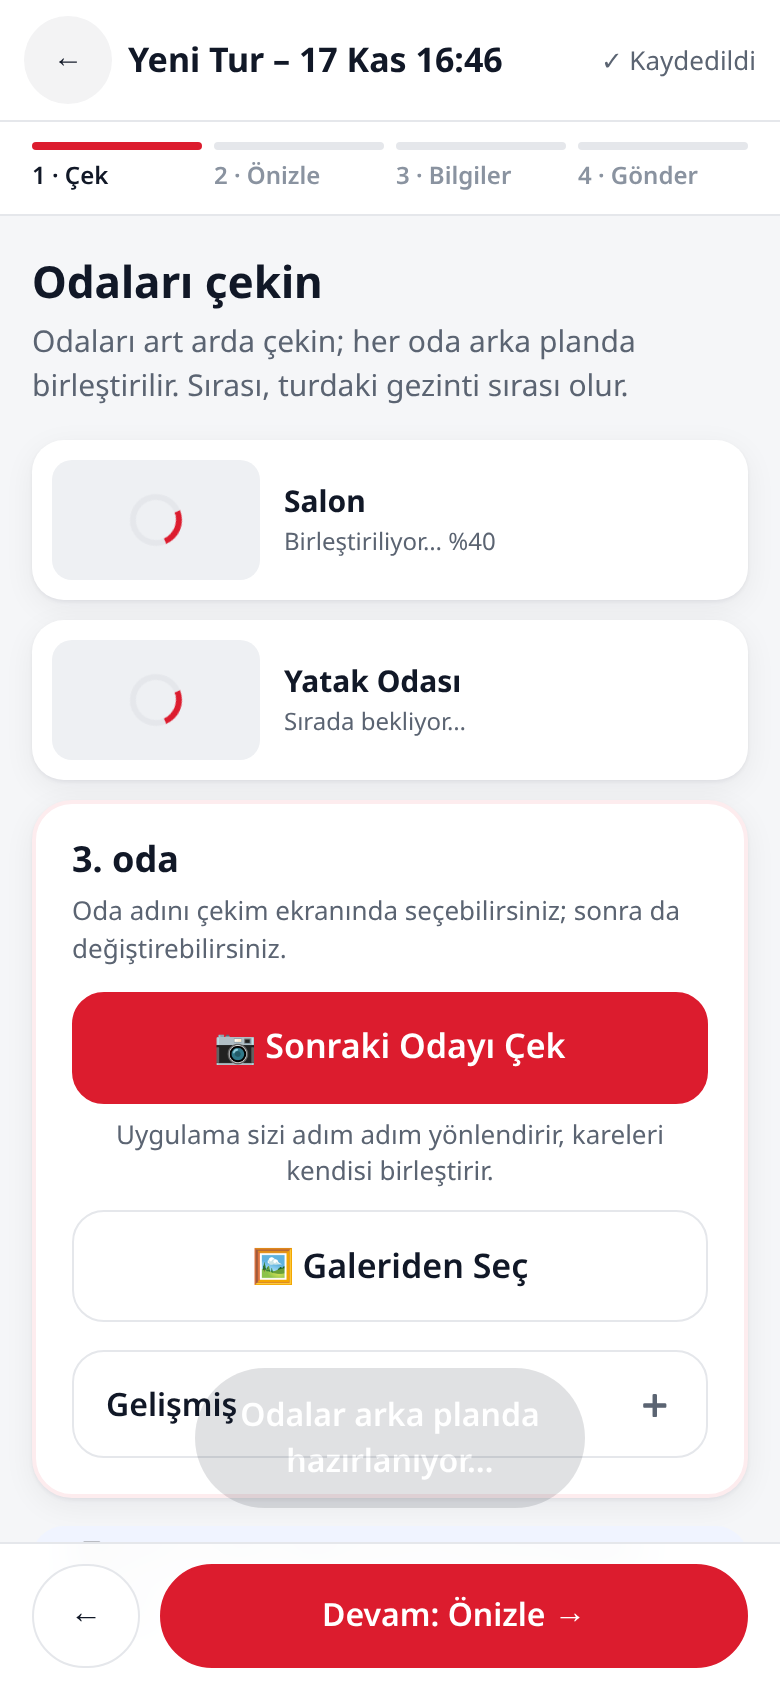 ←
Yeni Tur – 17 Kas 16:46
✓ Kaydedildi
1 · Çek
2 · Önizle
3 · Bilgiler
4 · Gönder
Odaları çekin
Odaları art arda çekin; her oda arka planda
birleştirilir. Sırası, turdaki gezinti sırası olur.
Salon
Birleştiriliyor... %40
Yatak Odası
Sırada bekliyor...
3. oda
Oda adını çekim ekranında seçebilirsiniz; sonra da
değiştirebilirsiniz.
📷 Sonraki Odayı Çek
Uygulama sizi adım adım yönlendirir, kareleri
kendisi birleştirir.
🖼️ Galeriden Seç
Gelişmiş
+
Odalar arka planda
hazırlanıyor...
←
Devam: Önizle →